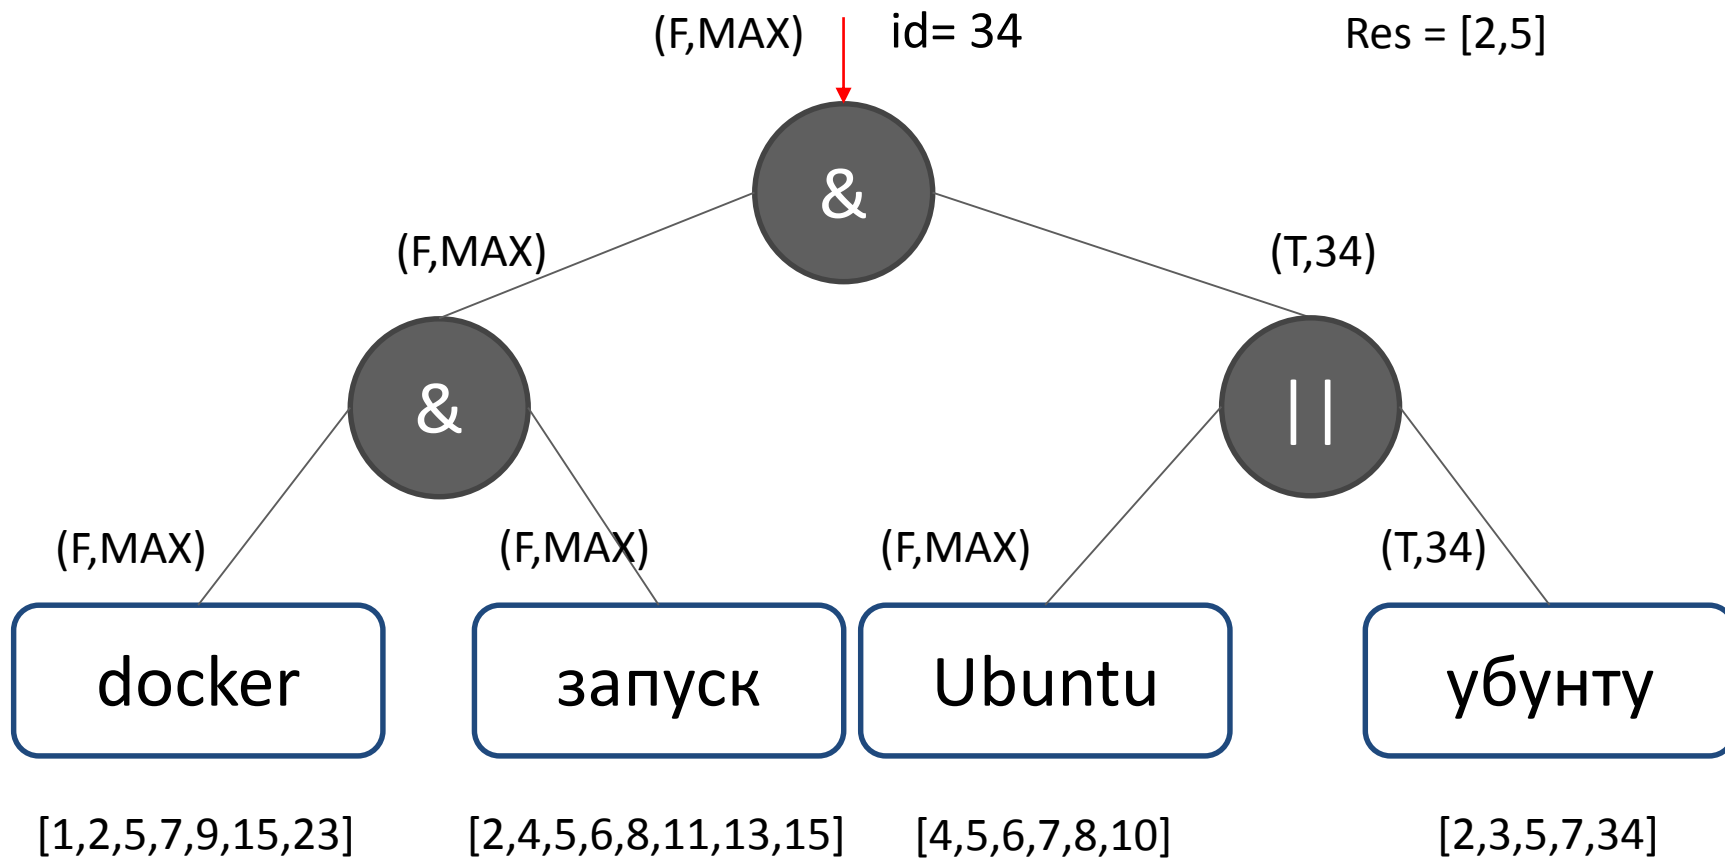 (F,MAX) id= 34 Res = [2,5]
&
(F,MAX) (T,34)
& ||
(F,MAX) (F,MAX) (F,MAX) (T,34)
docker запуск Ubuntu убунту
[1,2,5,7,9,15,23] [2,4,5,6,8,11,13,15] [4,5,6,7,8,10] [2,3,5,7,34]